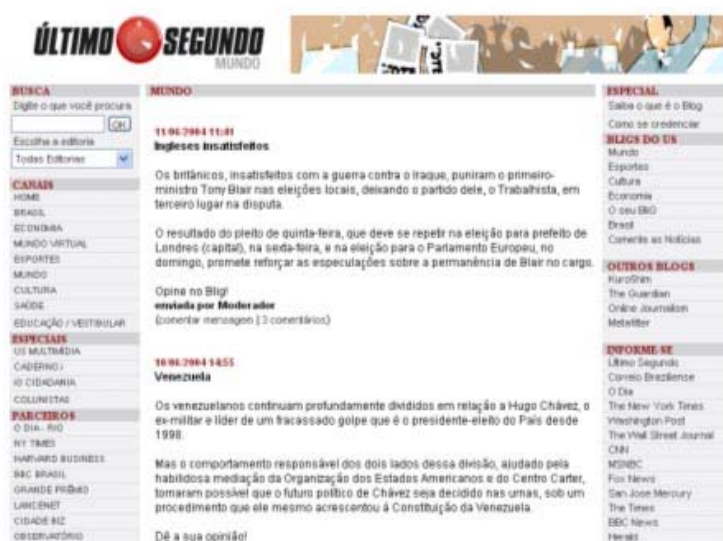 ÚLTIMO SEGUNDO
MUNDO
BUSCA
Digite o que você procura
OK
Escolha a editoria
Todas Editorias
CANAIS
HOME
BRASIL
ECONOMIA
MUNDO VIRTUAL
ESPORTES
MUNDO
CULTURA
SAÚDE
EDUCAÇÃO / VESTIBULAR
ESPECIAIS
US MULTIMÍDIA
CADERNO i
IG CIDADANIA
COLUNISTAS
PARCEIROS
O DIA - RIO
NY TIMES
HARVARD BUSINESS
BBC BRASIL
GRANDE PRÊMIO
LANCENET
CIDADE BIZ
OBSERVATÓRIO
MUNDO
11/06/2004 11:41
Ingleses insatisfeitos
Os britânicos, insatisfeitos com a guerra contra o Iraque, puniram o primeiro-
ministro Tony Blair nas eleições locais, deixando o partido dele, o Trabalhista, em
terceiro lugar na disputa.
O resultado do pleito de quinta-feira, que deve se repetir na eleição para prefeito de
Londres (capital), na sexta-feira, e na eleição para o Parlamento Europeu, no
domingo, promete reforçar as especulações sobre a permanência de Blair no cargo.
Opine no Blig!
enviada por Moderador
(comentar mensagem | 3 comentários)
10/06/2004 14:55
Venezuela
Os venezuelanos continuam profundamente divididos em relação a Hugo Chávez, o
ex-militar e líder de um fracassado golpe que é o presidente-eleito do País desde
1998.
Mas o comportamento responsável dos dois lados dessa divisão, ajudado pela
habilidosa mediação da Organização dos Estados Americanos e do Centro Carter,
tornaram possível que o futuro político de Chávez seja decidido nas urnas, sob um
procedimento que ele mesmo acrescentou à Constituição da Venezuela.
Dê a sua opinião!
ESPECIAL
Saiba o que é o Blog
Como se credenciar
BLIGS DO US
Mundo
Esportes
Cultura
Economia
O seu BliG
Brasil
Comente as Notícias
OUTROS BLOGS
KuroShin
The Guardian
Online Journalism
Metafilter
INFORME-SE
Último Segundo
Correio Braziliense
O Dia
The New York Times
Washington Post
The Wall Street Journal
CNN
MSNBC
Fox News
San Jose Mercury
The Times
BBC News
Herald